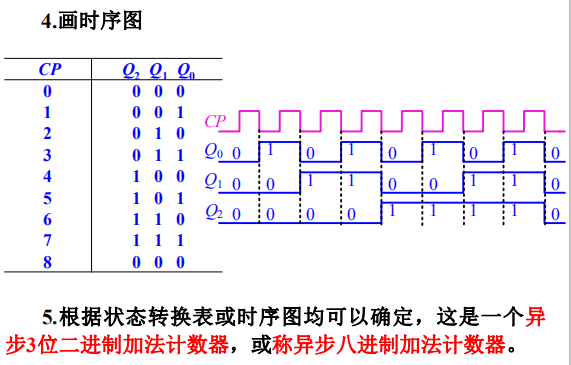 4.画时序图
CP Q2 Q1 Q0
0 0 0 0
1 0 0 1
2 0 1 0
3 0 1 1
4 1 0 0
5 1 0 1
6 1 1 0
7 1 1 1
8 0 0 0
CP
Q0 0 1 0 1 0 1 0 1 0
Q1 0 0 1 1 0 0 1 1 0
Q2 0 0 0 0 1 1 1 1 0
5.根据状态转换表或时序图均可以确定，这是一个异
步3位二进制加法计数器，或称异步八进制加法计数器。